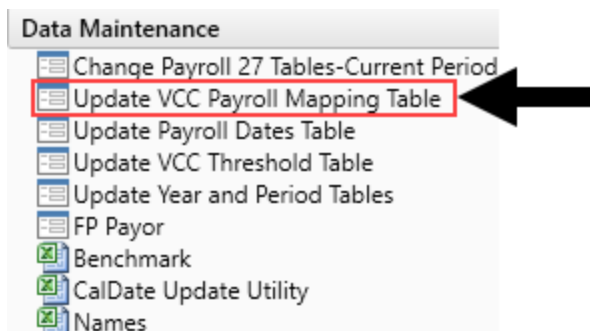 Data Maintenance
Change Payroll 27 Tables-Current Period
Update VCC Payroll Mapping Table
Update Payroll Dates Table
Update VCC Threshold Table
Update Year and Period Tables
FP Payor
Benchmark
CalDate Update Utility
Names